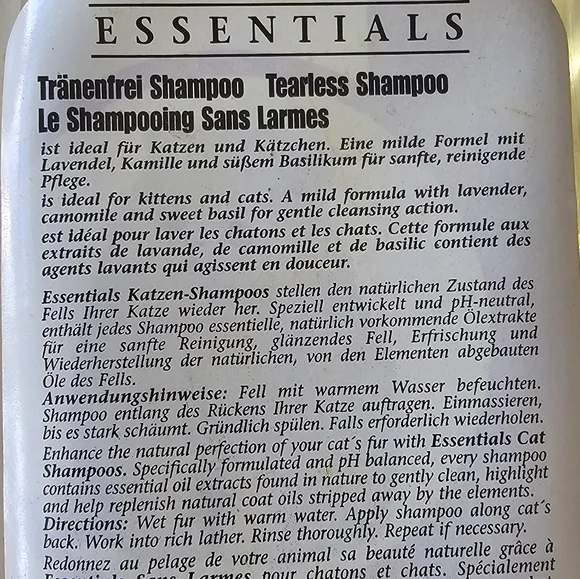 ESSENTIALS
Tränenfrei Shampoo Tearless Shampoo
Le Shampooing Sans Larmes
ist ideal für Katzen und Kätzchen. Eine milde Formel mit
Lavendel, Kamille und süßem Basilikum für sanfte, reinigende
Pflege.
is ideal for kittens and cats. A mild formula with lavender,
camomile and sweet basil for gentle cleansing action.
est idéal pour laver les chatons et les chats. Cette formule aux
extraits de lavande, de camomille et de basilic contient des
agents lavants qui agissent en douceur.
Essentials Katzen-Shampoos stellen den natürlichen Zustand des
Fells Ihrer Katze wieder her. Speziell entwickelt und pH-neutral,
enthält jedes Shampoo essentielle, natürlich vorkommende Ölextrakte
für eine sanfte Reinigung, glänzendes Fell, Erfrischung und
Wiederherstellung der natürlichen, von den Elementen abgebauten
Öle des Fells.
Anwendungshinweise: Fell mit warmem Wasser befeuchten.
Shampoo entlang des Rückens Ihrer Katze auftragen. Einmassieren,
bis es stark schäumt. Gründlich spülen. Falls erforderlich wiederholen.
Enhance the natural perfection of your cat´s fur with Essentials Cat
Shampoos. Specifically formulated and pH balanced, every shampoo
contains essential oil extracts found in nature to gently clean, highlight
and help replenish natural coat oils stripped away by the elements.
Directions: Wet fur with warm water. Apply shampoo along cat´s
back. Work into rich lather. Rinse thoroughly. Repeat if necessary.
Redonnez au pelage de votre animal sa beauté naturelle grâce à
Essentials Sans Larmes pour chatons et chats. Spécialement